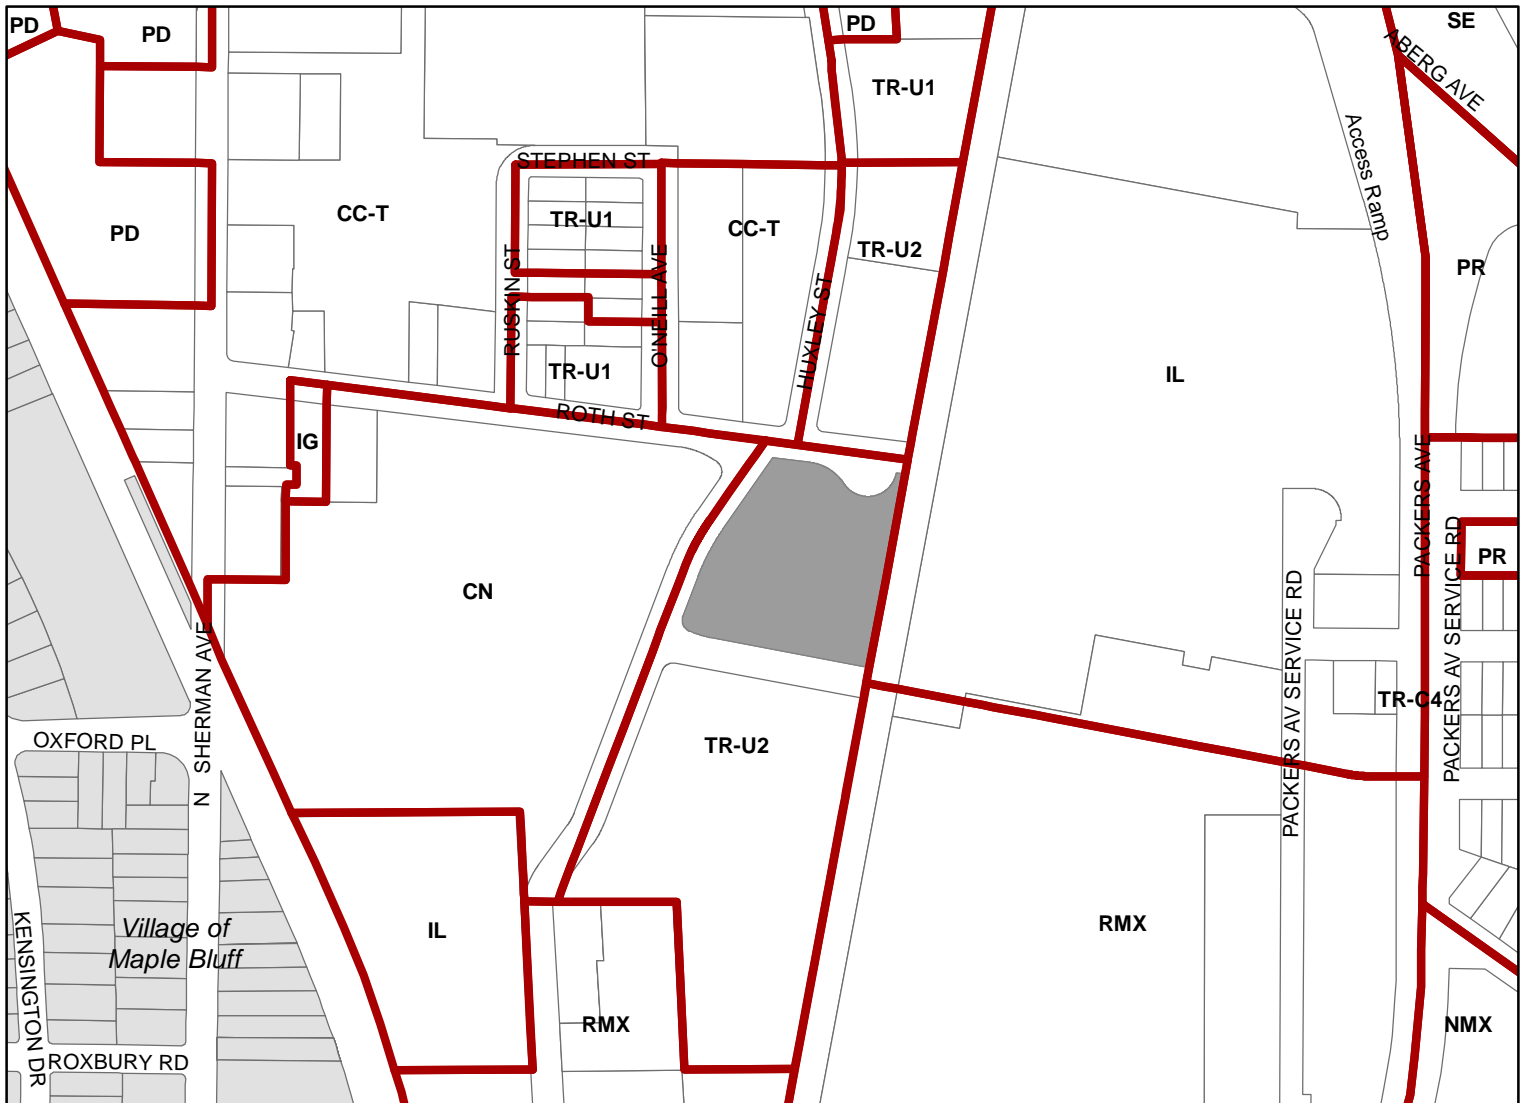 PD
PD
PD
SE
ABERG AVE
TR-U1
Access Ramp
STEPHEN ST
CC-T
TR-U1
CC-T
PD
TR-U2
PR
RUSKIN ST
O'NEILL AVE
HUXLEY ST
TR-U1
IL
ROTH ST
IG
PACKERS AVE
PACKERS AV SERVICE RD
PR
CN
PACKERS AV SERVICE RD
N SHERMAN AVE
TR-C4
OXFORD PL
TR-U2
Village of
Maple Bluff
IL
RMX
KENSINGTON DR
RMX
NMX
ROXBURY RD